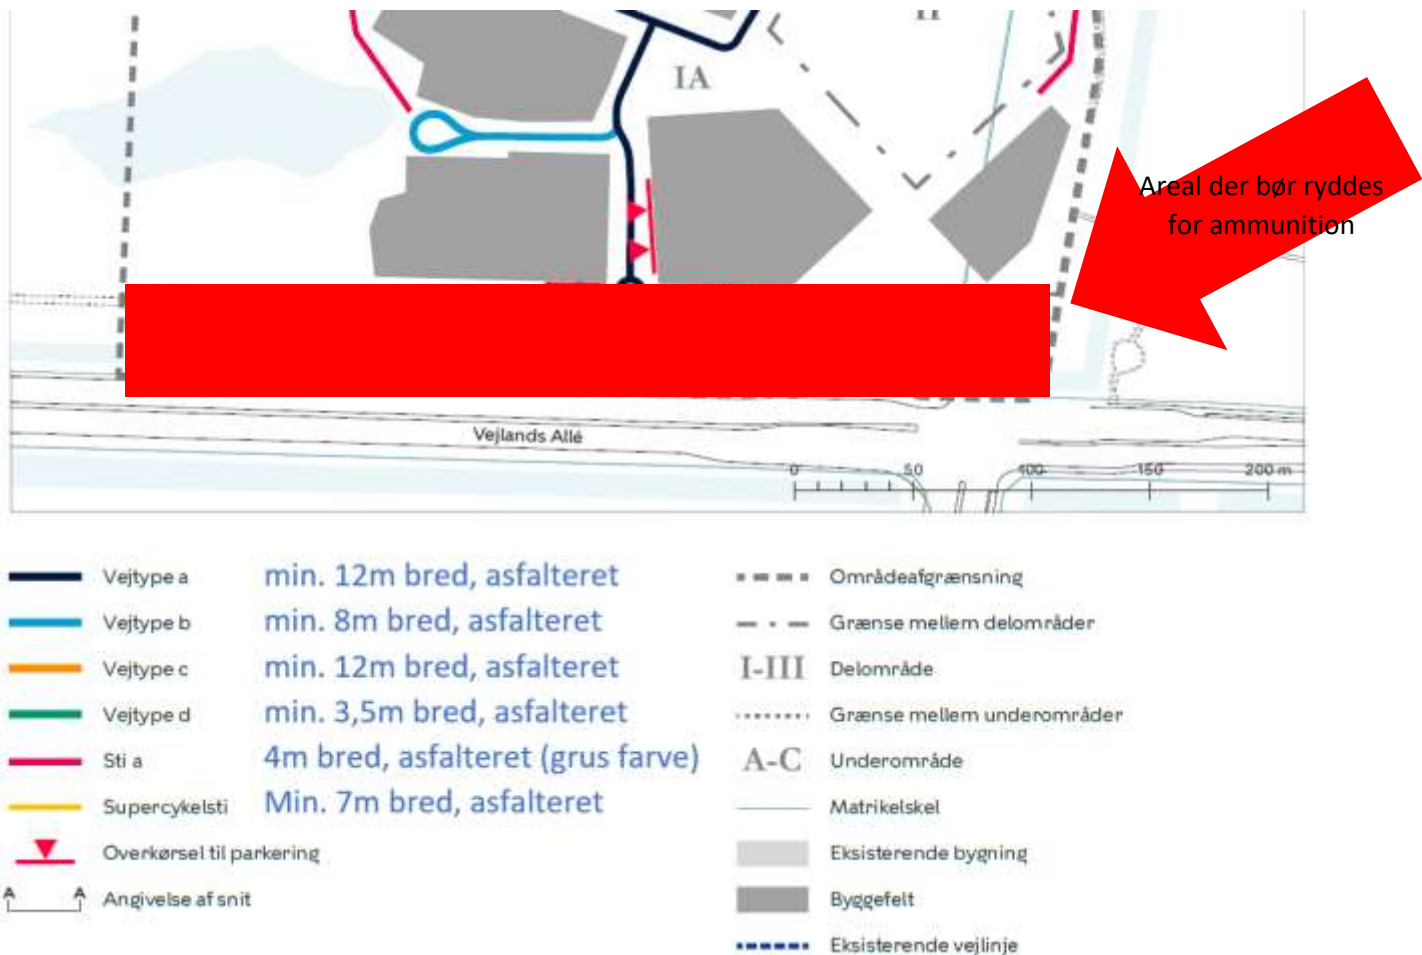 IA
Areal der bør ryddes
for ammunition
Vejlands Allé
0 50 100 150 200 m
Vejtype a min. 12m bred, asfalteret
Vejtype b min. 8m bred, asfalteret
Vejtype c min. 12m bred, asfalteret
Vejtype d min. 3,5m bred, asfalteret
Sti a 4m bred, asfalteret (grus farve)
Supercykelsti Min. 7m bred, asfalteret
Overkørsel til parkering
A A Angivelse af snit
Områdeafgrænsning
Grænse mellem delområder
I-III Delområde
Grænse mellem underområder
A-C Underområde
Matrikelskel
Eksisterende bygning
Byggefelt
Eksisterende vejlinje